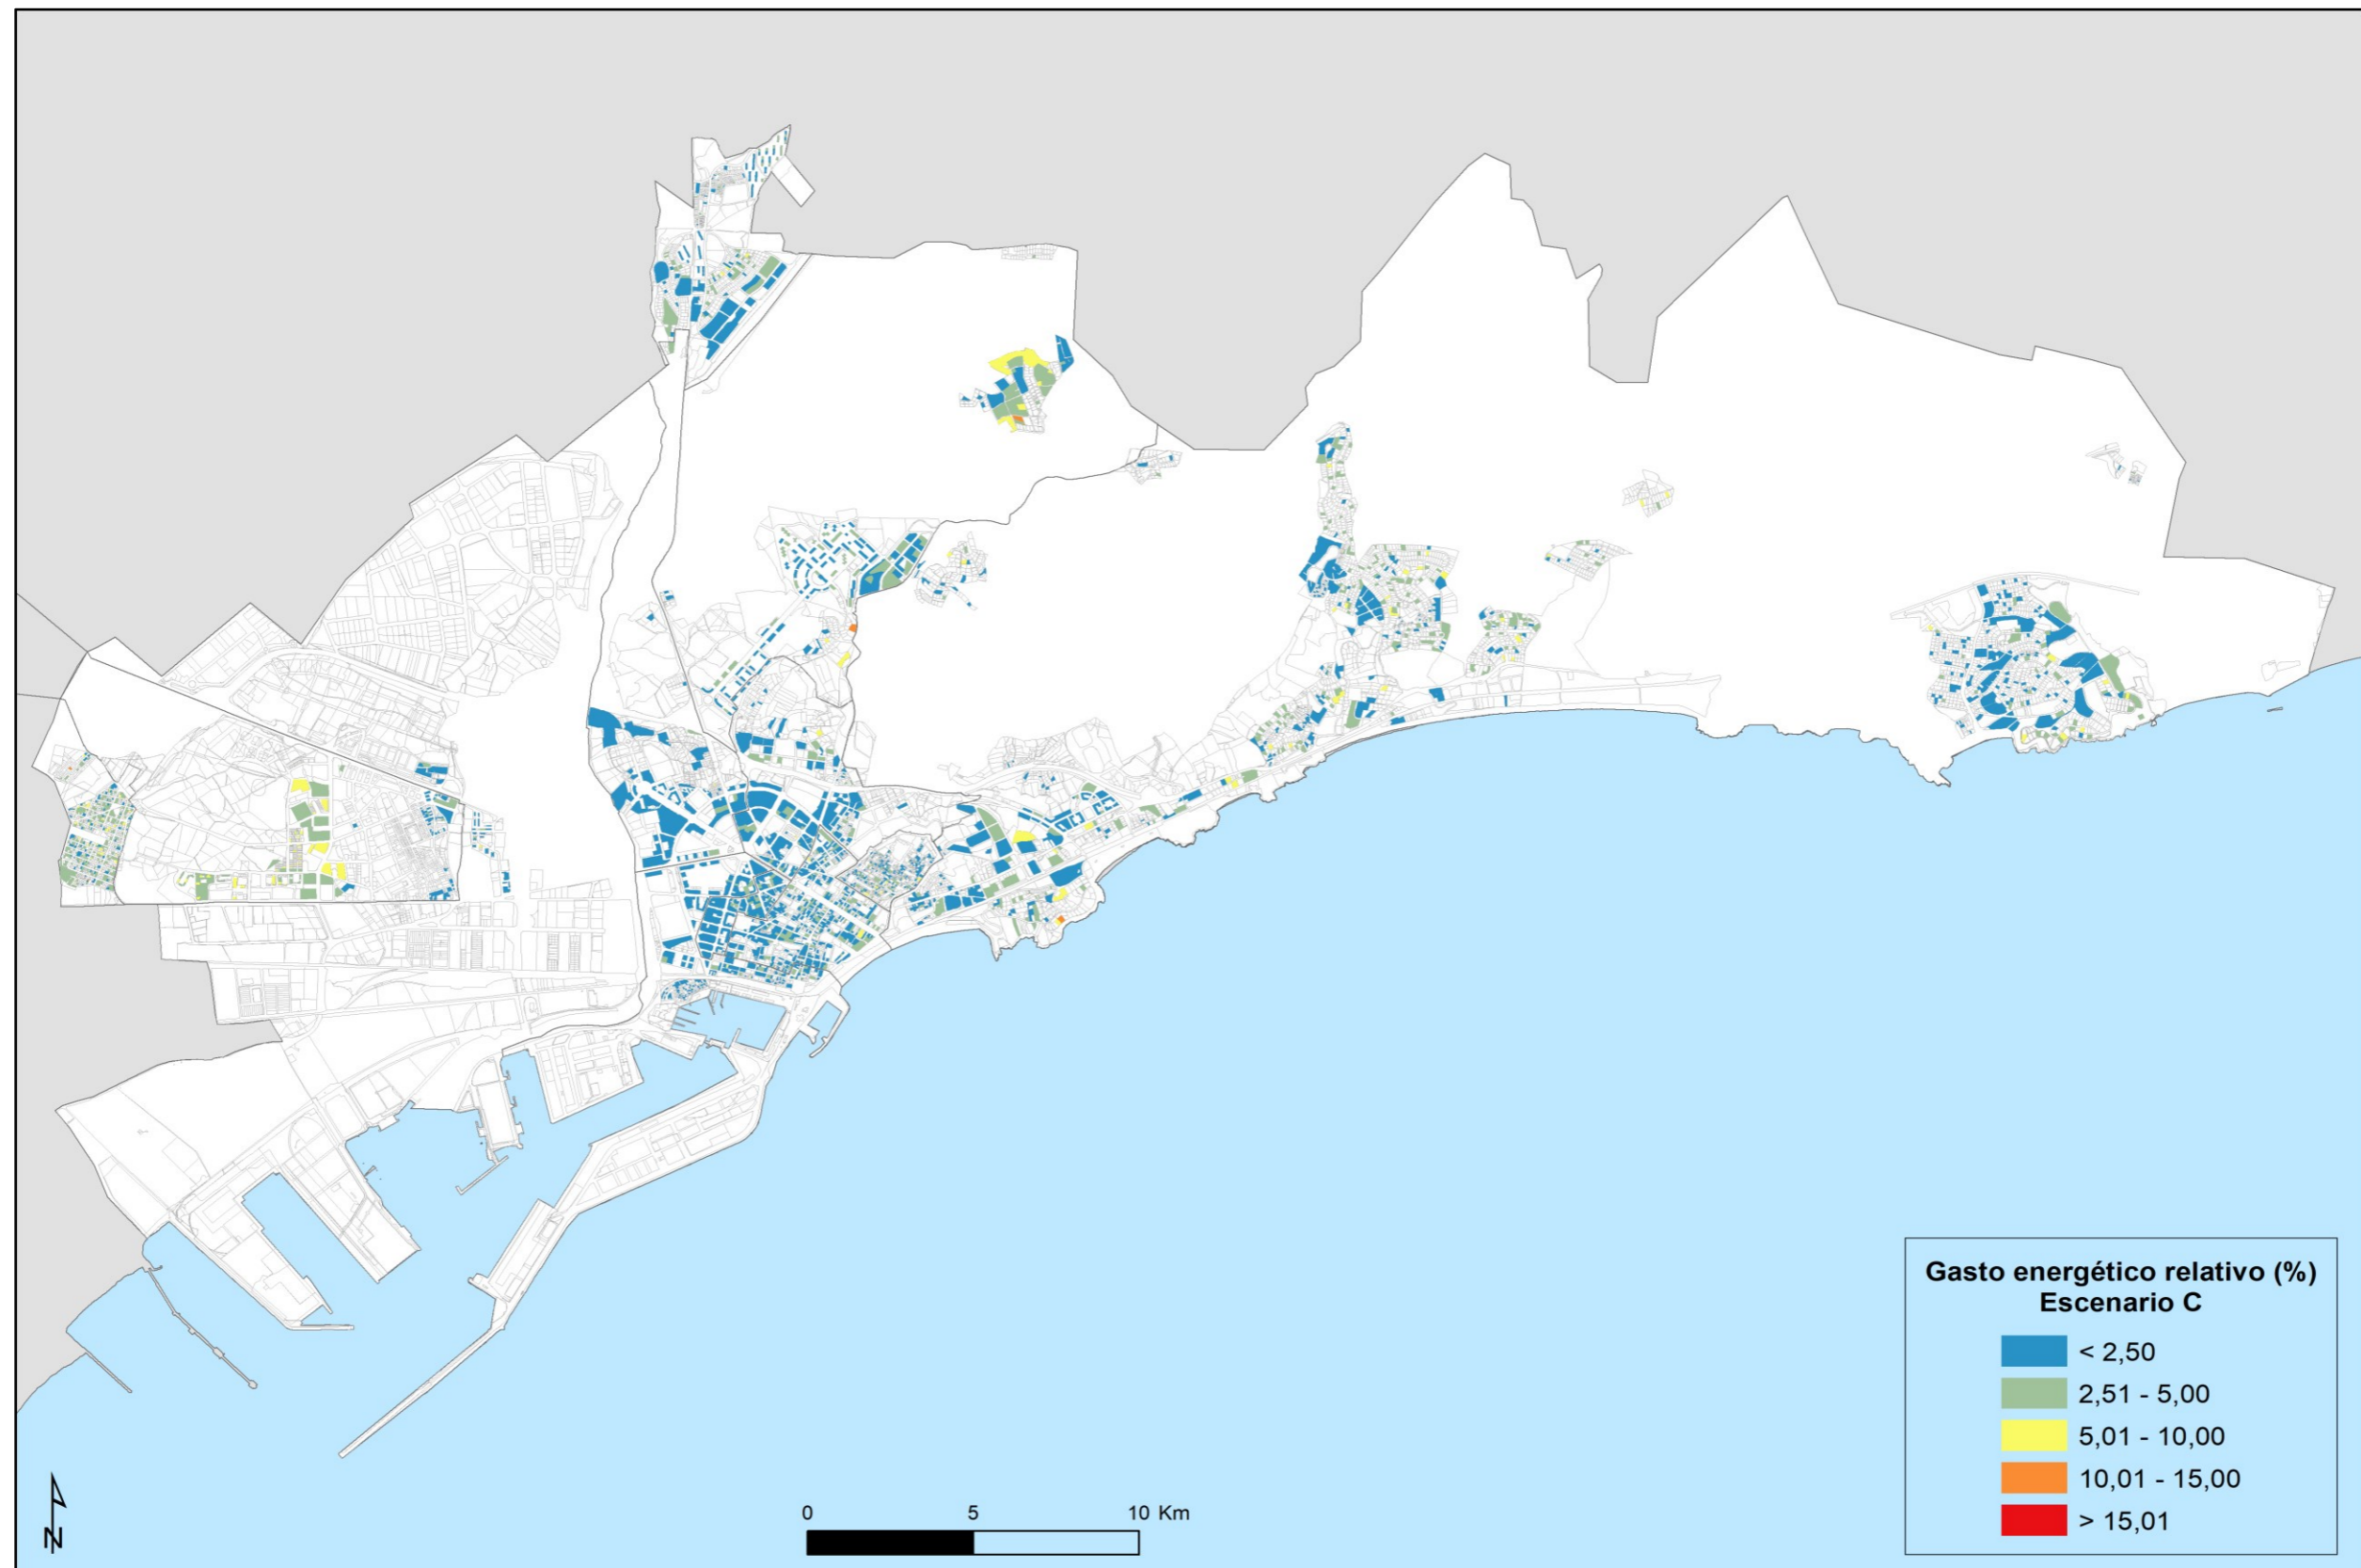 Gasto energético relativo (%)
Escenario C
< 2,50
2,51 - 5,00
5,01 - 10,00
10,01 - 15,00
> 15,01
0 5 10 Km
N